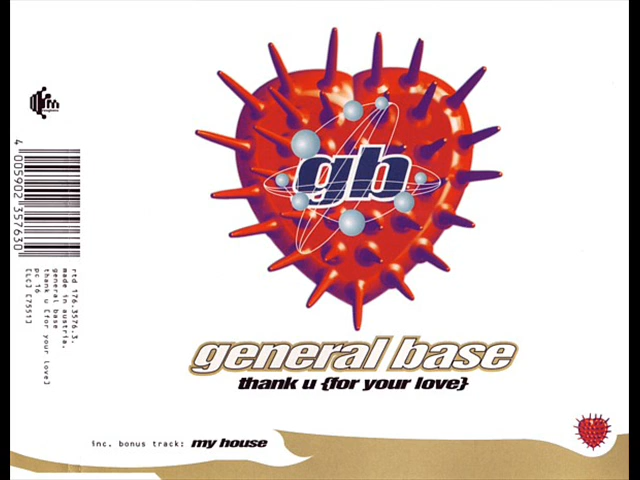 gb
general base
thank u {for your love}
inc. bonus track: my house
4 005902 357630
rtd 176.3576.3.
made in austria.
general base
thank u [for your love]
pc 16
[LC] [7551]